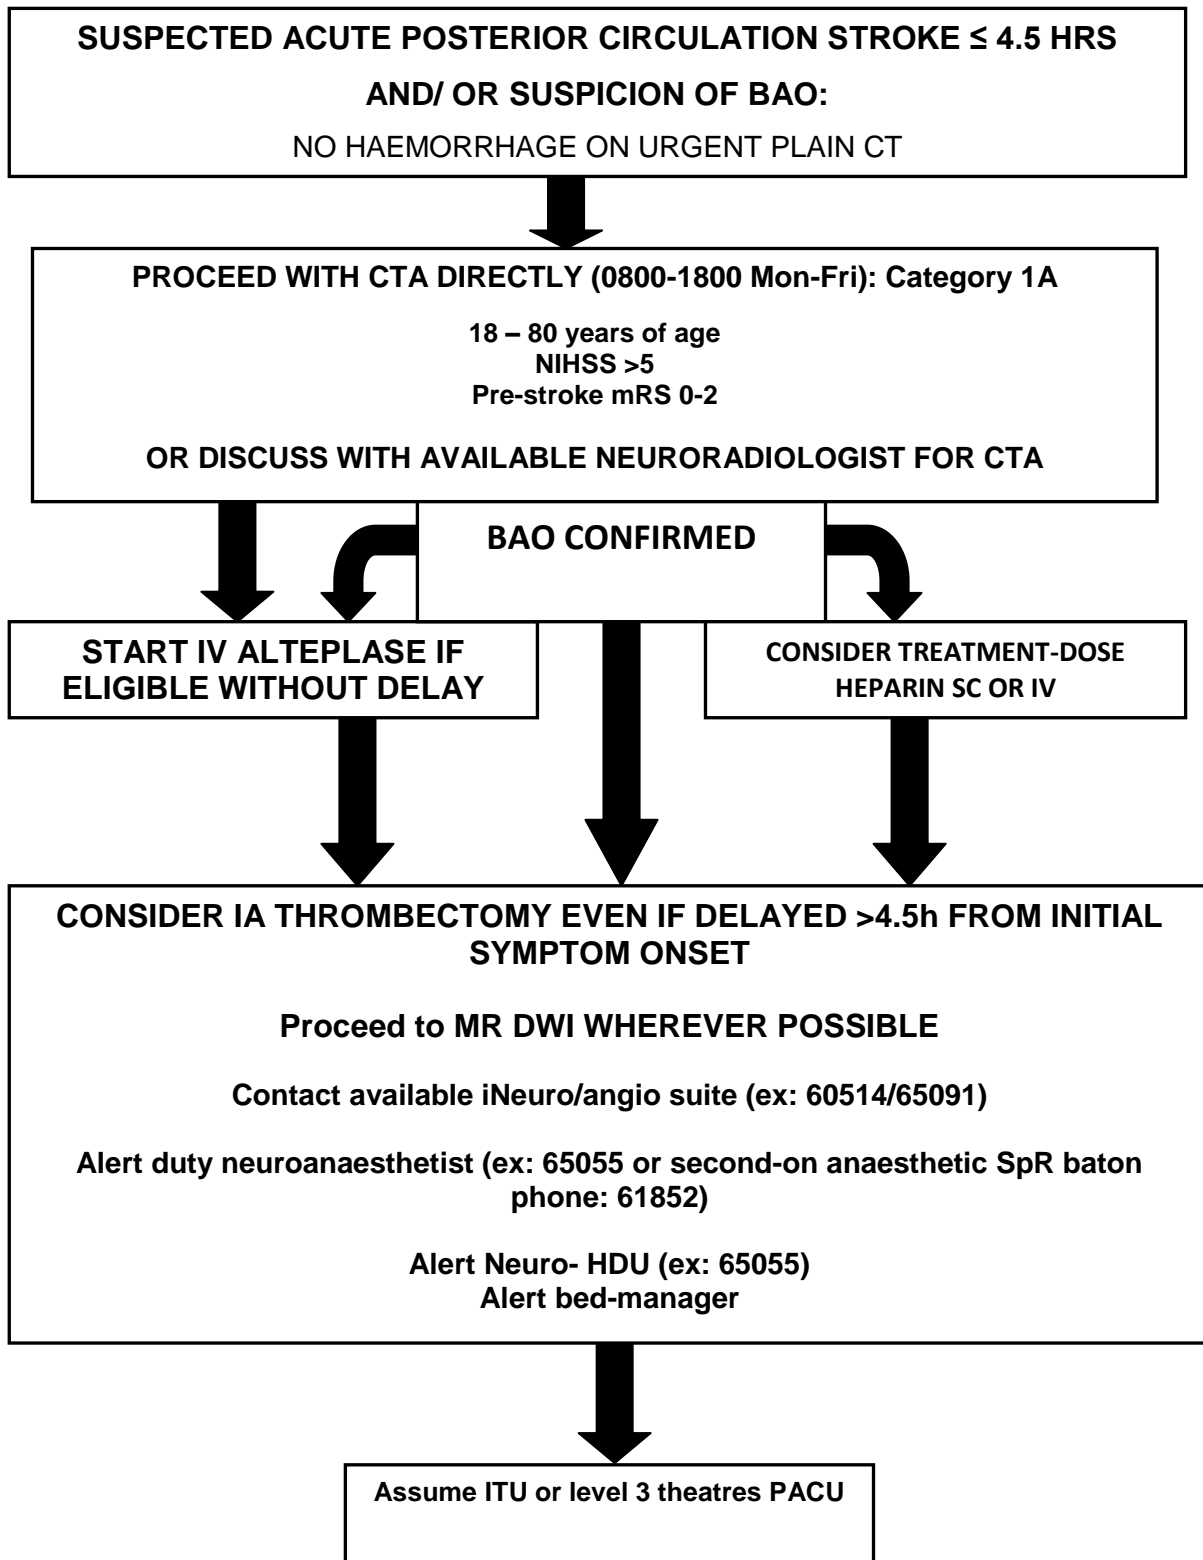 SUSPECTED ACUTE POSTERIOR CIRCULATION STROKE ≤ 4.5 HRS
AND/ OR SUSPICION OF BAO:
NO HAEMORRHAGE ON URGENT PLAIN CT
PROCEED WITH CTA DIRECTLY (0800-1800 Mon-Fri): Category 1A
18 – 80 years of age
NIHSS >5
Pre-stroke mRS 0-2
OR DISCUSS WITH AVAILABLE NEURORADIOLOGIST FOR CTA
BAO CONFIRMED
START IV ALTEPLASE IF
ELIGIBLE WITHOUT DELAY
CONSIDER TREATMENT-DOSE
HEPARIN SC OR IV
CONSIDER IA THROMBECTOMY EVEN IF DELAYED >4.5h FROM INITIAL
SYMPTOM ONSET
Proceed to MR DWI WHEREVER POSSIBLE
Contact available iNeuro/angio suite (ex: 60514/65091)
Alert duty neuroanaesthetist (ex: 65055 or second-on anaesthetic SpR baton
phone: 61852)
Alert Neuro- HDU (ex: 65055)
Alert bed-manager
Assume ITU or level 3 theatres PACU